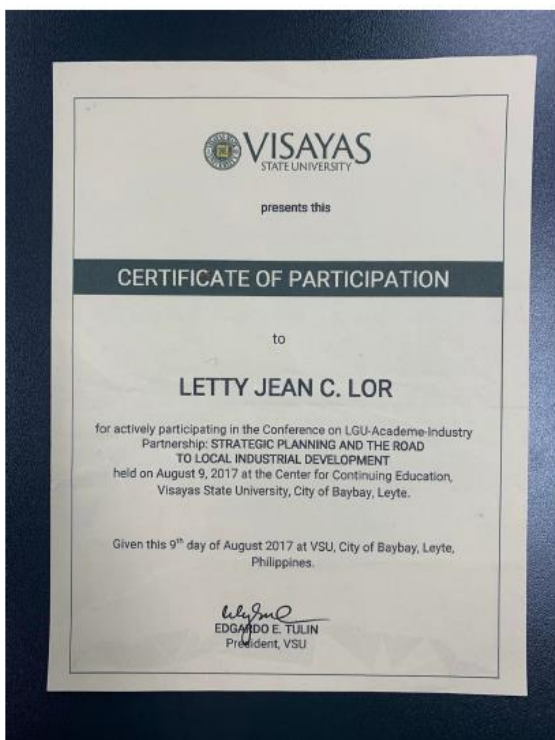 VISAYAS
STATE UNIVERSITY
presents this
CERTIFICATE OF PARTICIPATION
to
LETTY JEAN C. LOR
for actively participating in the Conference on LGU-Academe-Industry
Partnership: STRATEGIC PLANNING AND THE ROAD
TO LOCAL INDUSTRIAL DEVELOPMENT
held on August 9, 2017 at the Center for Continuing Education,
Visayas State University, City of Baybay, Leyte.
Given this 9th day of August 2017 at VSU, City of Baybay, Leyte,
Philippines.
EDGARDO E. TULIN
President, VSU